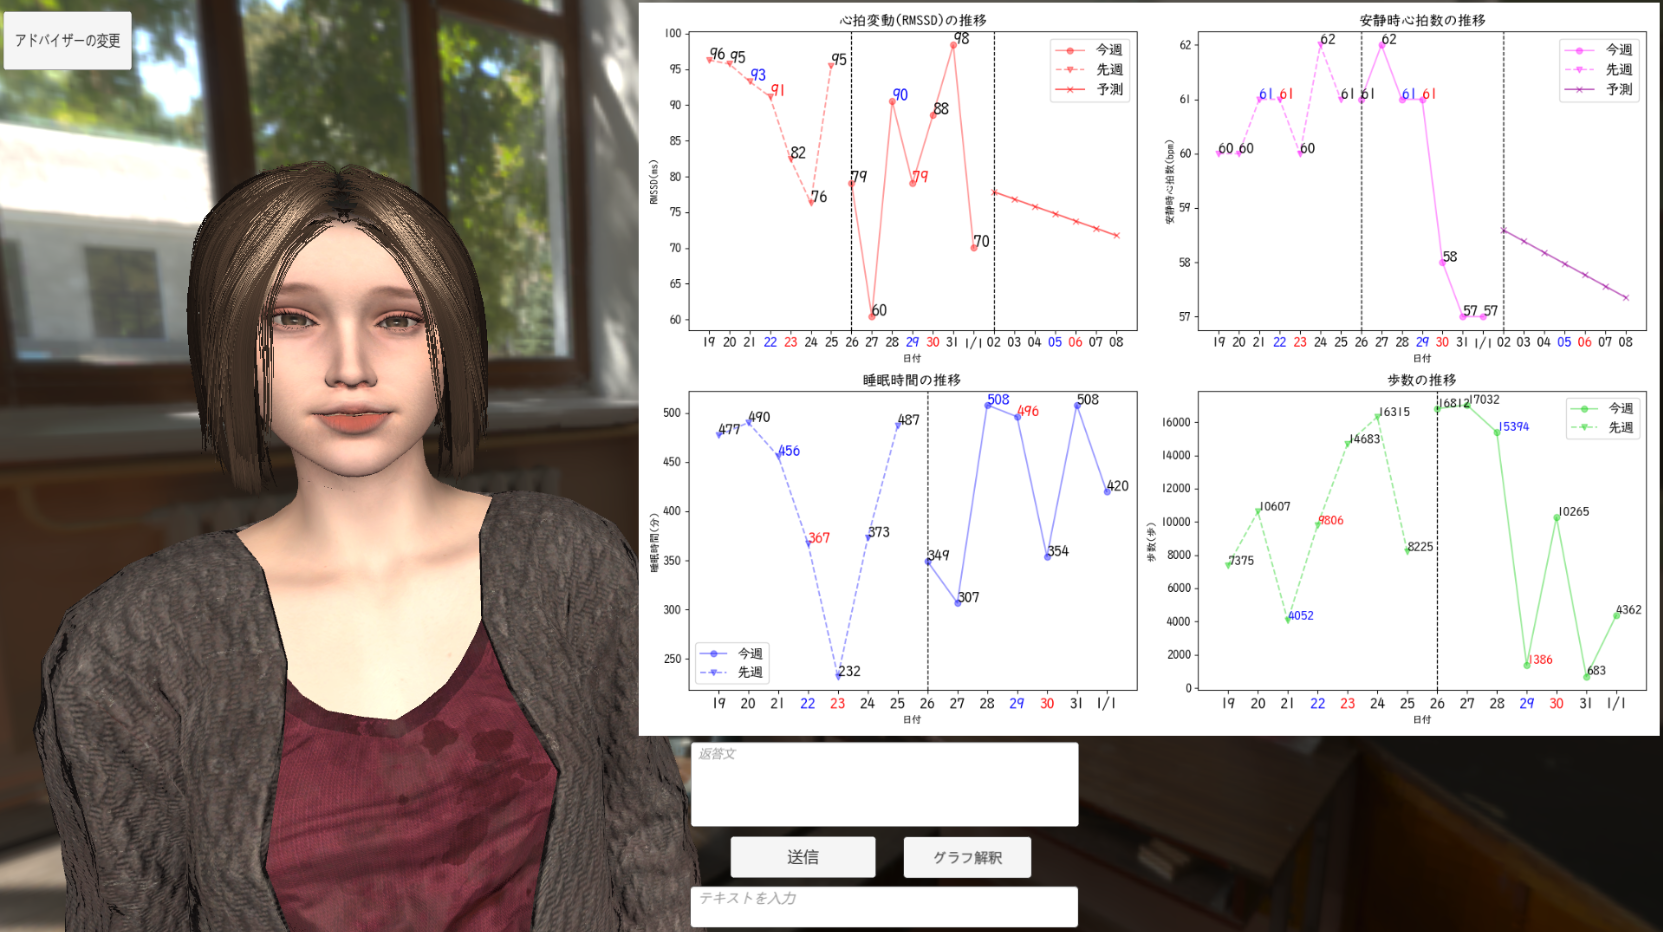 アドバイザーの変更
心拍変動(RMSSD)の推移
100
95
90
85
80
75
70
65
60
RMSSD(ms)
96
95
93
91
82
76
95
79
60
90
79
88
98
70
今週
先週
予測
19 20 21 22 23 24 25 26 27 28 29 30 31 1/1 02 03 04 05 06 07 08
日付
安静時心拍数の推移
62
61
60
59
58
57
安静時心拍数(bpm)
60
60
61
61
60
62
61
61
62
61
61
58
57
57
今週
先週
予測
19 20 21 22 23 24 25 26 27 28 29 30 31 1/1 02 03 04 05 06 07 08
日付
睡眠時間の推移
500
450
400
350
300
250
睡眠時間(分)
477
490
456
367
232
373
487
349
307
508
496
354
508
420
今週
先週
19 20 21 22 23 24 25 26 27 28 29 30 31 1/1
日付
歩数の推移
16000
14000
12000
10000
8000
6000
4000
2000
0
歩数(歩)
7375
10607
4052
9806
14683
16315
8225
16812
17032
15394
1386
10265
683
4362
今週
先週
19 20 21 22 23 24 25 26 27 28 29 30 31 1/1
日付
返答文
送信
グラフ解釈
テキストを入力